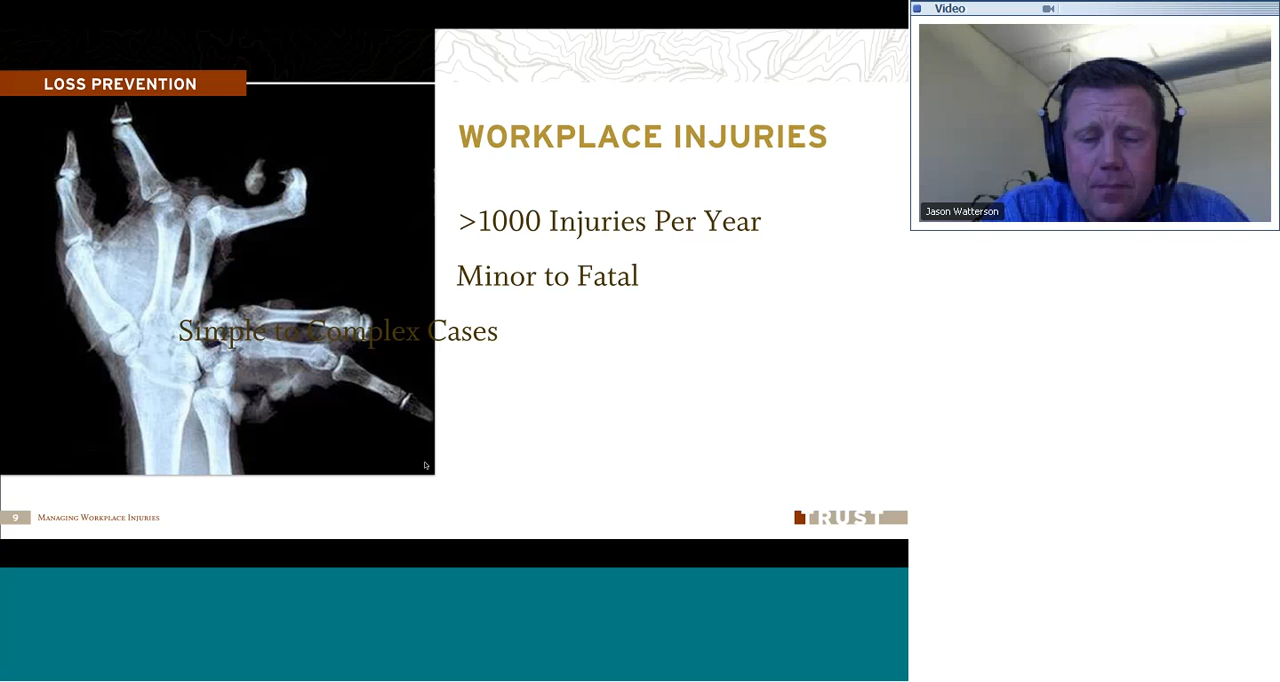 Video
LOSS PREVENTION
WORKPLACE INJURIES
>1000 Injuries Per Year
Minor to Fatal
Simple to Complex Cases
Jason Watterson
9 Managing Workplace Injuries
TRUST